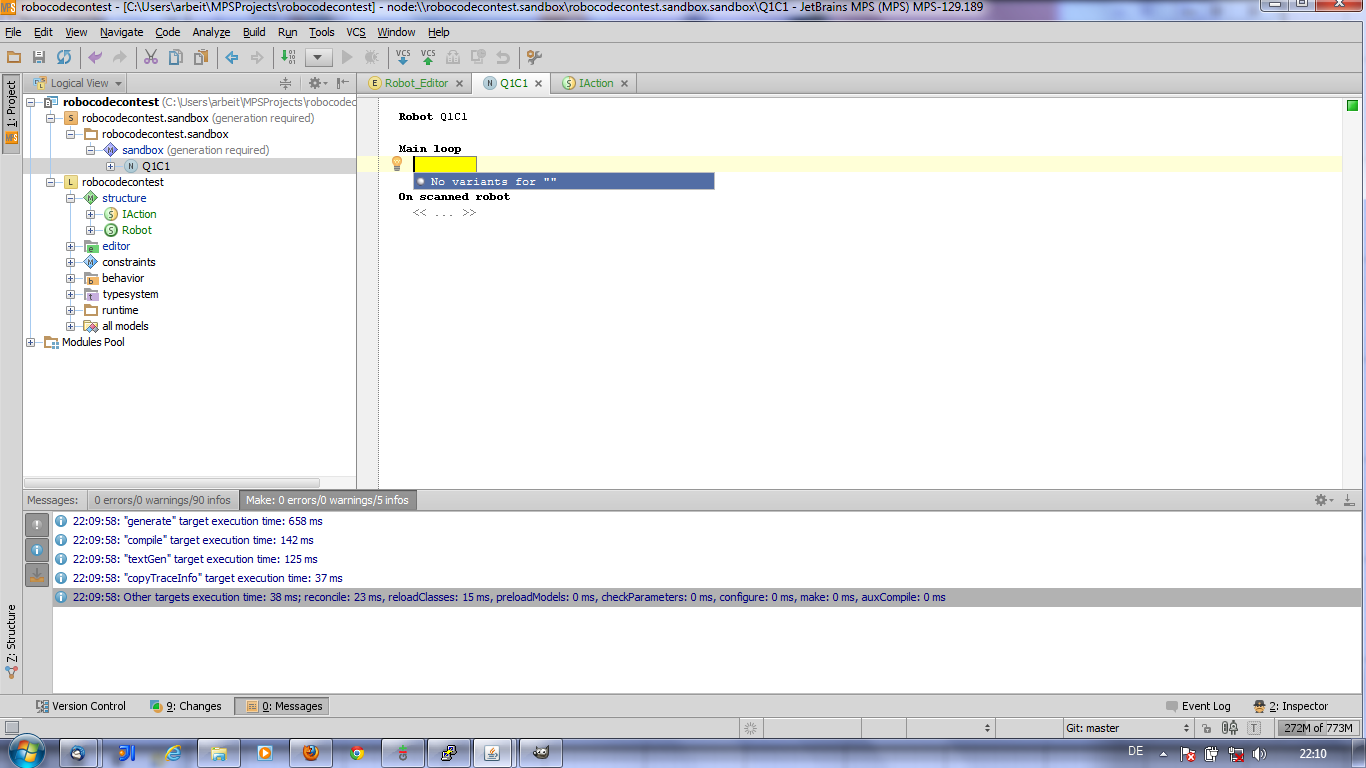 robocodecontest - [C:\Users\arbeit\MPSProjects\robocodecontest] - node:\\robocodecontest.sandbox\robocodecontest.sandbox.sandbox\Q1C1 - JetBrains MPS (MPS) MPS-129.189
File Edit View Navigate Code Analyze Build Run Tools VCS Window Help
VCS VCS
Logical View
Robot_Editor Q1C1 IAction
1: Project
robocodecontest (C:\Users\arbeit\MPSProjects\robocodec
robocodecontest.sandbox (generation required)
robocodecontest.sandbox
sandbox (generation required)
Q1C1
robocodecontest
structure
IAction
Robot
editor
constraints
behavior
typesystem
runtime
all models
Modules Pool
Robot Q1C1
Main loop
No variants for ""
On scanned robot
<< ... >>
Messages: 0 errors/0 warnings/90 infos Make: 0 errors/0 warnings/5 infos
22:09:58: "generate" target execution time: 658 ms
22:09:58: "compile" target execution time: 142 ms
22:09:58: "textGen" target execution time: 125 ms
22:09:58: "copyTraceInfo" target execution time: 37 ms
22:09:58: Other targets execution time: 38 ms; reconcile: 23 ms, reloadClasses: 15 ms, preloadModels: 0 ms, checkParameters: 0 ms, configure: 0 ms, make: 0 ms, auxCompile: 0 ms
Z: Structure
Version Control 9: Changes 0: Messages Event Log 2: Inspector
Git: master T 272M of 773M
DE 22:10